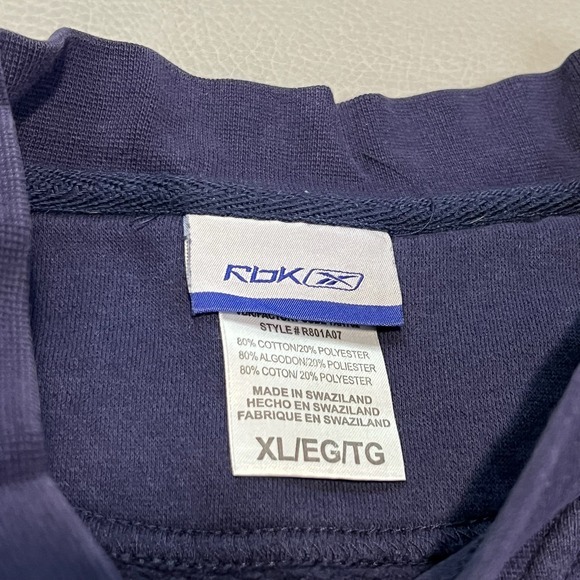 Rbk
STYLE # R801A07
80% COTTON/20% POLYESTER
80% ALGODON/20% POLYESTER
80% COTON/ 20% POLYESTER
MADE IN SWAZILAND
HECHO EN SWAZILAND
FABRIQUE EN SWAZILAND
XL/EG/TG